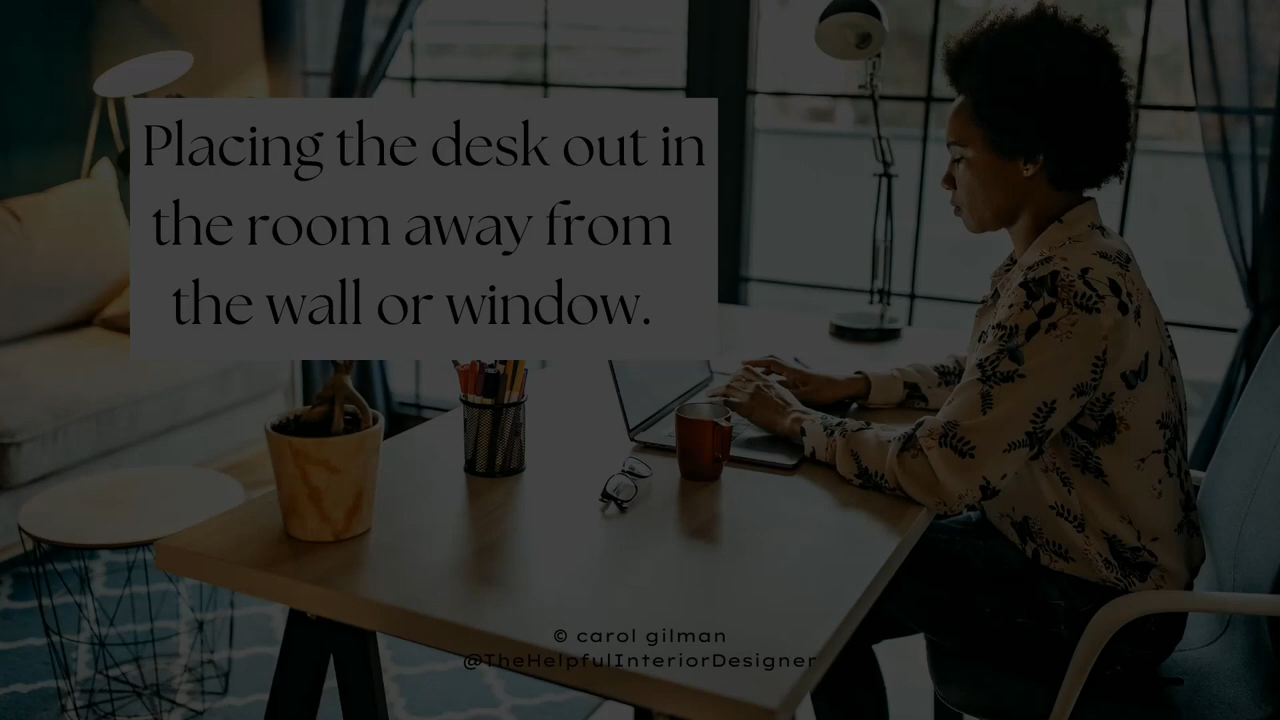 Placing the desk out in
the room away from
the wall or window.
© carol gilman
@TheHelpfulInteriorDesigner